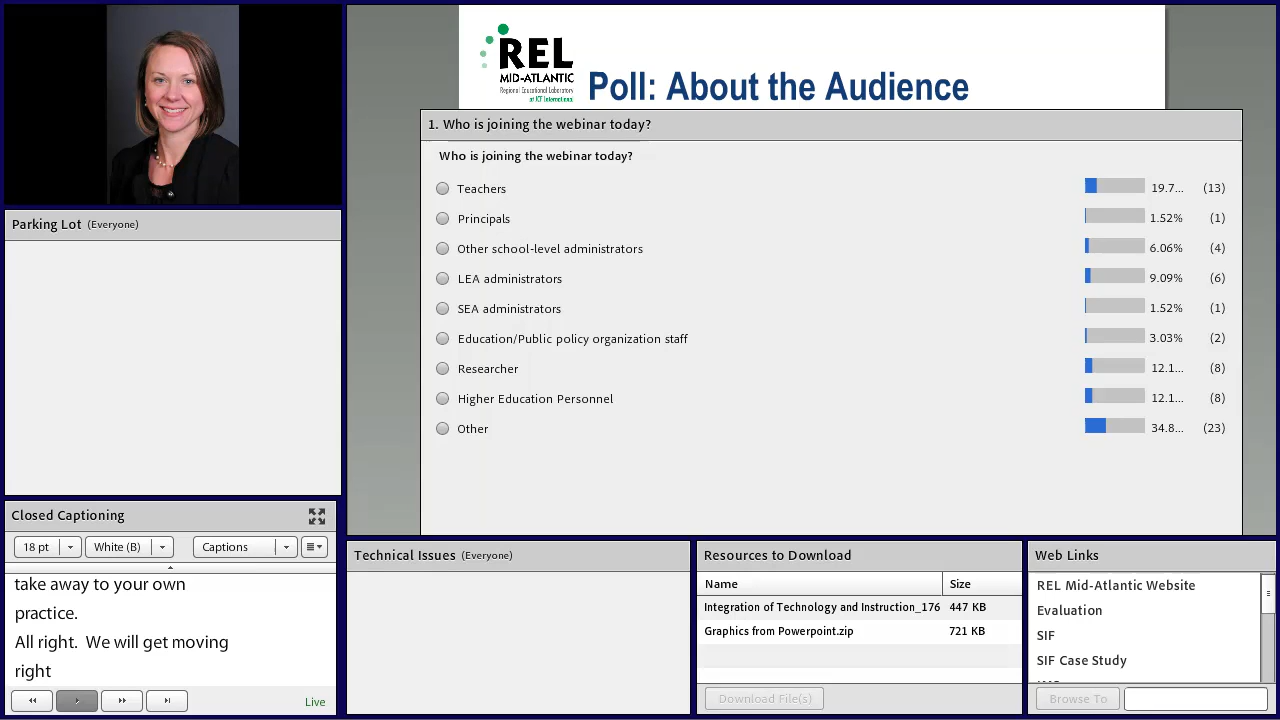 REL
MID-ATLANTIC
Regional Educational Laboratory
at ICF International
Poll: About the Audience
1. Who is joining the webinar today?
Who is joining the webinar today?
Teachers 19.7... (13)
Principals 1.52% (1)
Other school-level administrators 6.06% (4)
LEA administrators 9.09% (6)
SEA administrators 1.52% (1)
Education/Public policy organization staff 3.03% (2)
Researcher 12.1... (8)
Higher Education Personnel 12.1... (8)
Other 34.8... (23)
Parking Lot (Everyone)
Closed Captioning
18 pt White (B) Captions
take away to your own
practice.
All right. We will get moving
right
Live
Technical Issues (Everyone)
Resources to Download
Name Size
Integration of Technology and Instruction_176 447 KB
Graphics from Powerpoint.zip 721 KB
Download File(s)
Web Links
REL Mid-Atlantic Website
Evaluation
SIF
SIF Case Study
Browse To